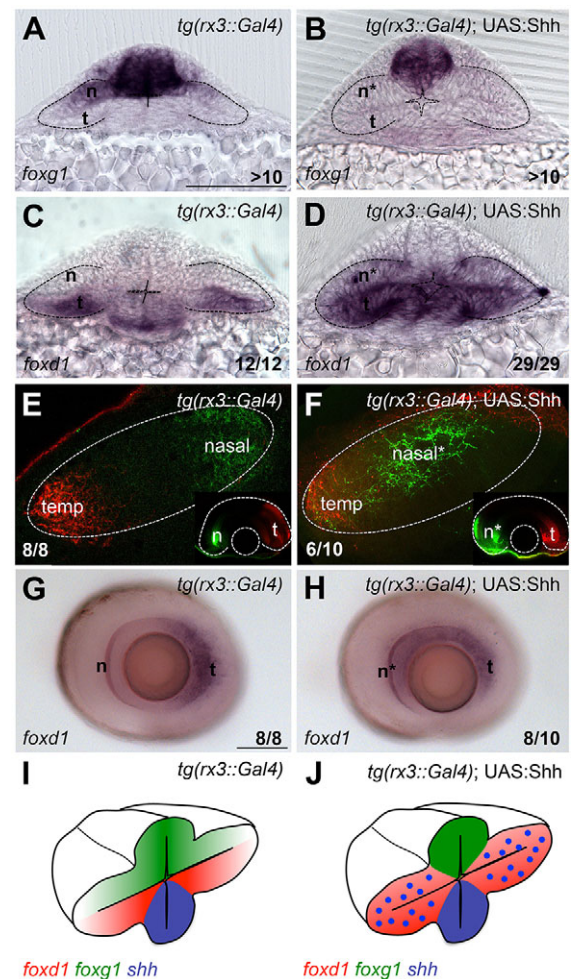 A tg(rx3::Gal4)
n
t
foxg1 >10
B tg(rx3::Gal4); UAS:Shh
n*
t
foxg1 >10
C tg(rx3::Gal4)
n
t
foxd1 12/12
D tg(rx3::Gal4); UAS:Shh
n*
t
foxd1 29/29
E tg(rx3::Gal4)
nasal
temp
n t
8/8
F tg(rx3::Gal4); UAS:Shh
nasal*
temp
n* t
6/10
G tg(rx3::Gal4)
n t
foxd1 8/8
H tg(rx3::Gal4); UAS:Shh
n* t
foxd1 8/10
I tg(rx3::Gal4)
foxd1 foxg1 shh
J tg(rx3::Gal4); UAS:Shh
foxd1 foxg1 shh